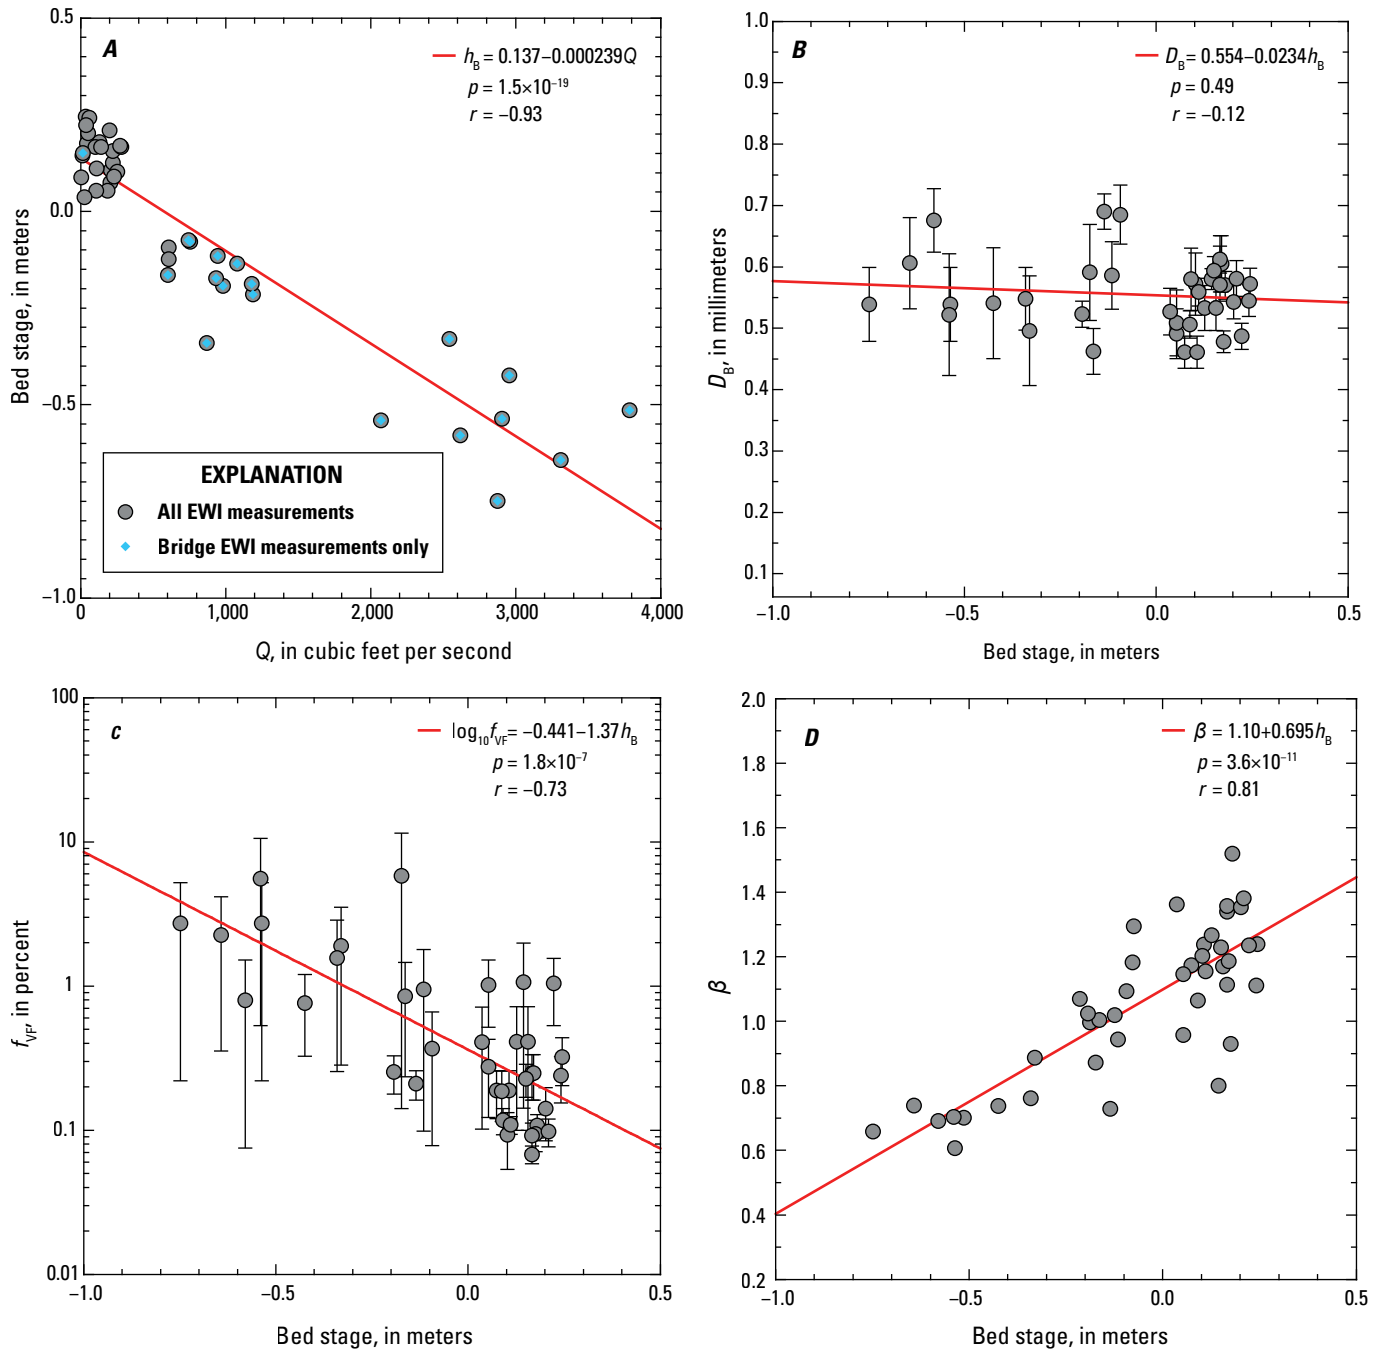 A
h_B = 0.137–0.000239Q
p = 1.5×10^–19
r = –0.93
0.5
0.0
–0.5
–1.0
Bed stage, in meters
EXPLANATION
All EWI measurements
Bridge EWI measurements only
0 1,000 2,000 3,000 4,000
Q, in cubic feet per second
B
D_B = 0.554–0.0234h_B
p = 0.49
r = –0.12
1.0
0.9
0.8
0.7
0.6
0.5
0.4
0.3
0.2
0.1
D_B, in millimeters
–1.0 –0.5 0.0 0.5
Bed stage, in meters
C
log₁₀f_VF = –0.441–1.37h_B
p = 1.8×10^–7
r = –0.73
100
10
1
0.1
0.01
f_VF, in percent
–1.0 –0.5 0.0 0.5
Bed stage, in meters
D
β = 1.10+0.695h_B
p = 3.6×10^–11
r = 0.81
2.0
1.8
1.6
1.4
1.2
1.0
0.8
0.6
0.4
0.2
β
–1.0 –0.5 0.0 0.5
Bed stage, in meters